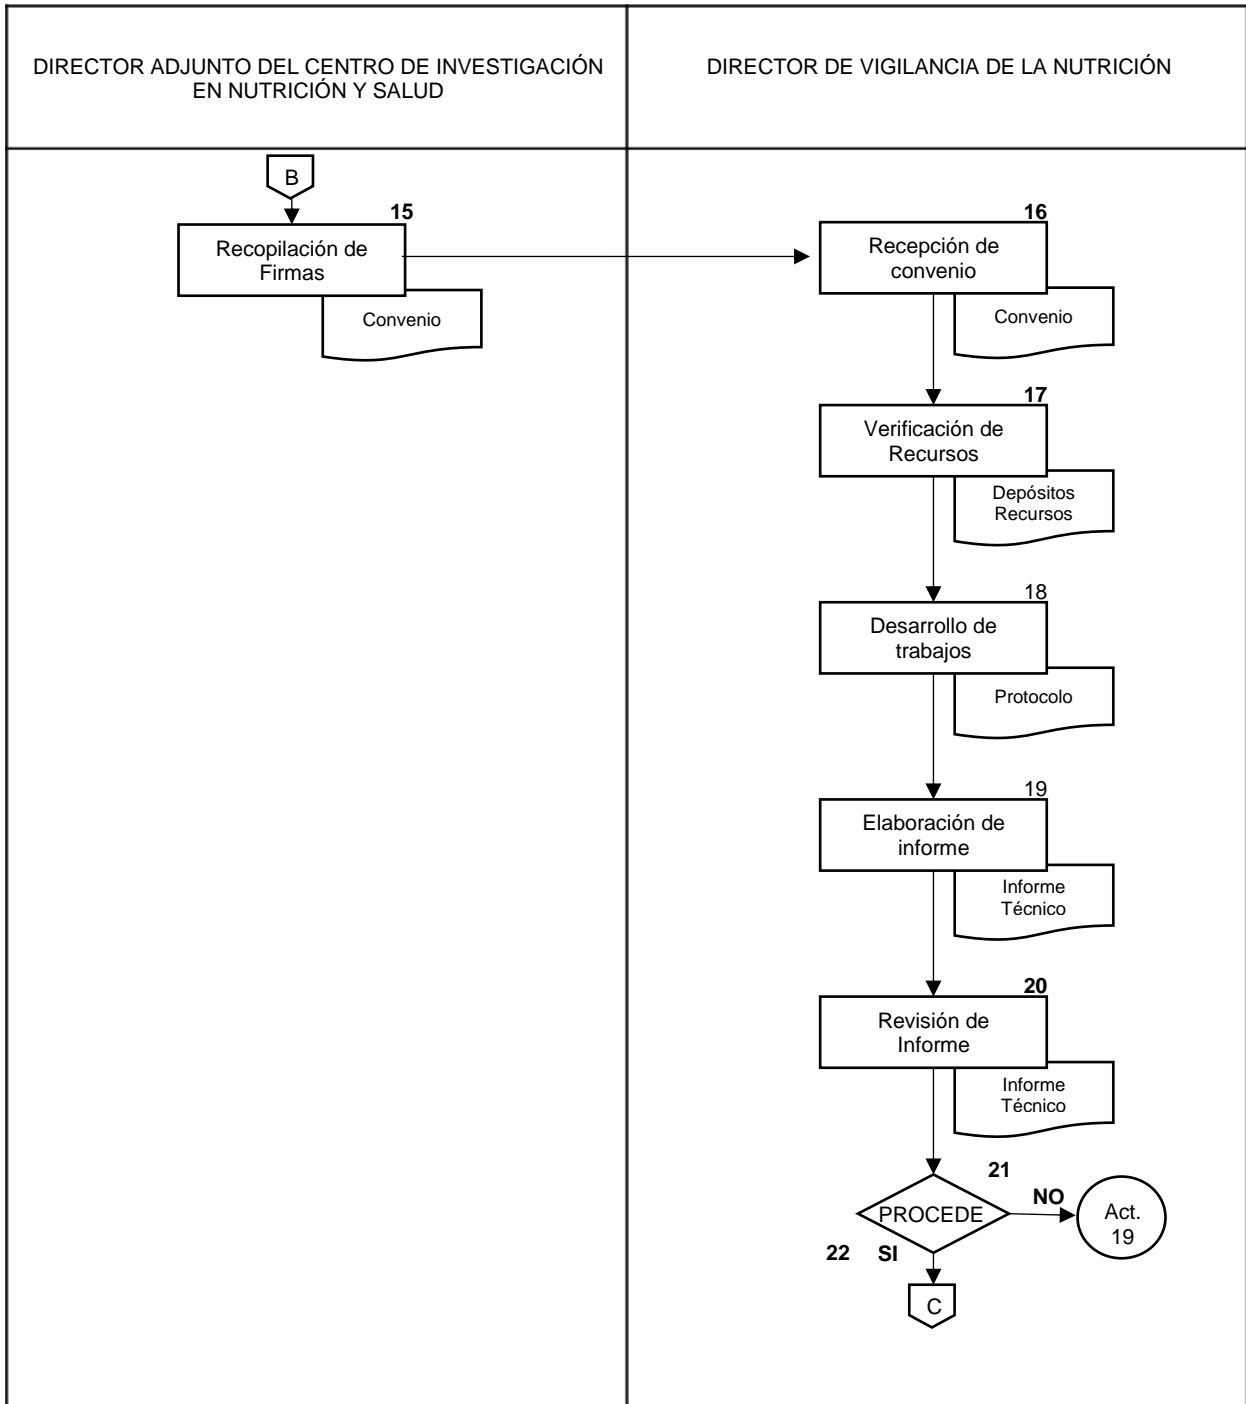 DIRECTOR ADJUNTO DEL CENTRO DE INVESTIGACIÓN
EN NUTRICIÓN Y SALUD
DIRECTOR DE VIGILANCIA DE LA NUTRICIÓN
B
15
Recopilación de
Firmas
Convenio
16
Recepción de
convenio
Convenio
17
Verificación de
Recursos
Depósitos
Recursos
18
Desarrollo de
trabajos
Protocolo
19
Elaboración de
informe
Informe
Técnico
20
Revisión de
Informe
Informe
Técnico
21
PROCEDE
NO
Act.
19
22 SI
C